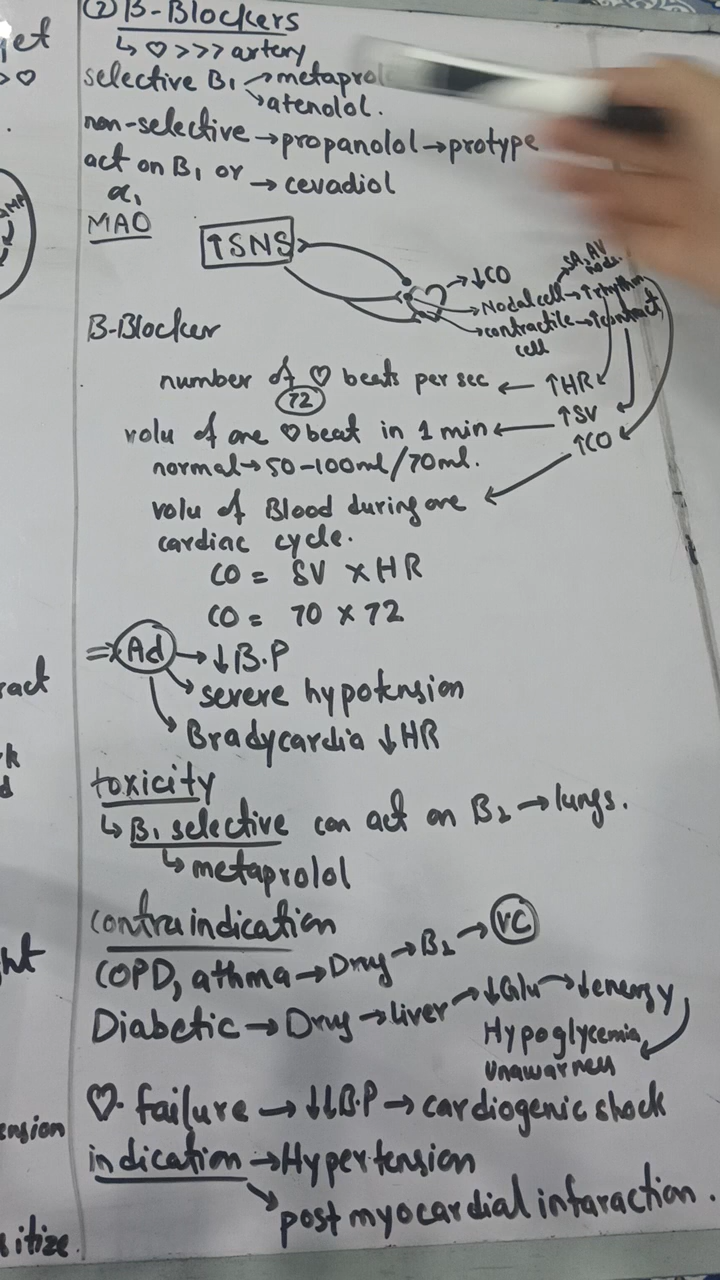 ② B-Blockers
↳ ♡ >>> artery
selective B₁ → metaprol
→ atenolol.
non-selective → propanolol → protype
act on B₁ or → cevadiol
α₁
MAO
↑SNS
→ ↓CO
SA, AV
node
→ Nodal cell → ↑rhythm
→ contractile → ↑contract
cell
B-Blocker
number of ♡ beats per sec ← ↑HR
72
volu of one ♡ beat in 1 min ← ↑SV
normal → 50-100ml/70ml.
↑CO
volu of Blood during one
cardiac cycle.
CO = SV × HR
CO = 70 × 72
⇒ Ad → ↓B.P
→ severe hypotension
→ Bradycardia ↓HR
toxicity
↳ B₁ selective can act on B₂ → lungs.
↳ metaprolol
contraindication
COPD, athma → Drug → B₂ → VC
Diabetic → Drug → liver → ↓Glu → ↓energy
Hypoglycemia
unawarness
♡ failure → ↓↓B.P → cardiogenic shock
indication → Hypertension
→ post myocardial infaraction.